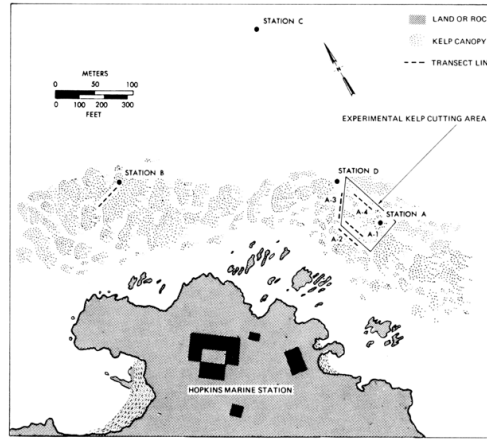 STATION C
LAND OR ROC
KELP CANOPY
TRANSECT LIN
METERS
0 50 100
0 100 200 300
FEET
EXPERIMENTAL KELP CUTTING AREA
STATION B
STATION D
A-3
A-4
STATION A
A-1
A-2
HOPKINS MARINE STATION